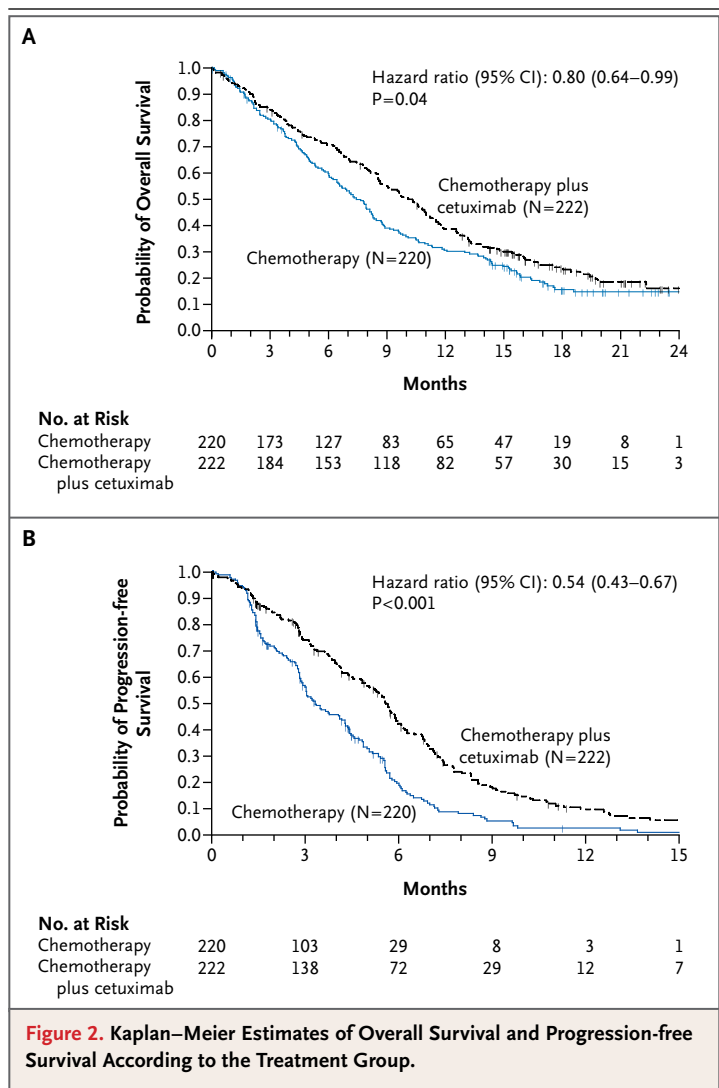 A
Probability of Overall Survival
1.0
0.9
0.8
0.7
0.6
0.5
0.4
0.3
0.2
0.1
0.0
Hazard ratio (95% CI): 0.80 (0.64–0.99)
P=0.04
Chemotherapy plus
cetuximab (N=222)
Chemotherapy (N=220)
0 3 6 9 12 15 18 21 24
Months
No. at Risk
Chemotherapy 220 173 127 83 65 47 19 8 1
Chemotherapy 222 184 153 118 82 57 30 15 3
plus cetuximab
B
Probability of Progression-free
Survival
1.0
0.9
0.8
0.7
0.6
0.5
0.4
0.3
0.2
0.1
0.0
Hazard ratio (95% CI): 0.54 (0.43–0.67)
P<0.001
Chemotherapy plus
cetuximab (N=222)
Chemotherapy (N=220)
0 3 6 9 12 15
Months
No. at Risk
Chemotherapy 220 103 29 8 3 1
Chemotherapy 222 138 72 29 12 7
plus cetuximab
Figure 2. Kaplan–Meier Estimates of Overall Survival and Progression-free
Survival According to the Treatment Group.